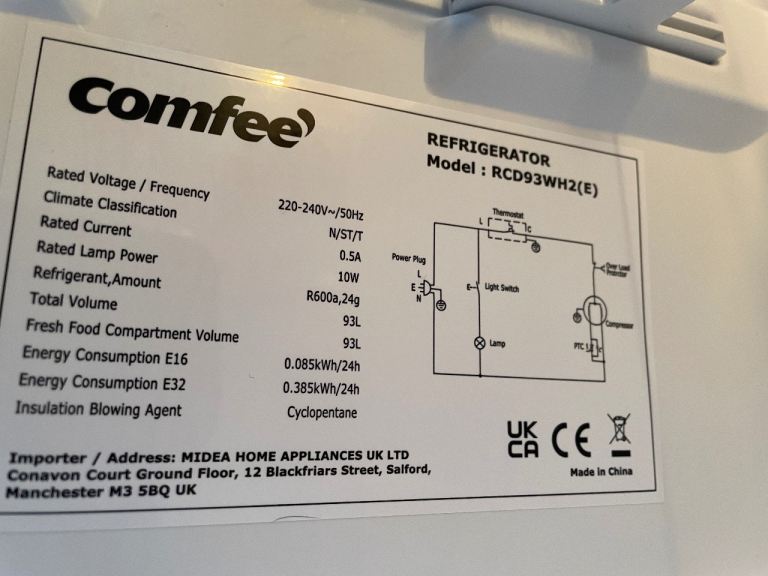 comfee'
REFRIGERATOR
Model : RCD93WH2(E)
Rated Voltage / Frequency 220-240V~/50Hz
Climate Classification N/ST/T
Rated Current 0.5A
Rated Lamp Power 10W
Refrigerant,Amount R600a,24g
Total Volume 93L
Fresh Food Compartment Volume 93L
Energy Consumption E16 0.085kWh/24h
Energy Consumption E32 0.385kWh/24h
Insulation Blowing Agent Cyclopentane
Thermostat
L C
Power Plug
L
E
N
E Light Switch
Lamp
Over Load
Protector
Compressor
PTC
UK
CA CE
Made in China
Importer / Address: MIDEA HOME APPLIANCES UK LTD
Conavon Court Ground Floor, 12 Blackfriars Street, Salford,
Manchester M3 5BQ UK